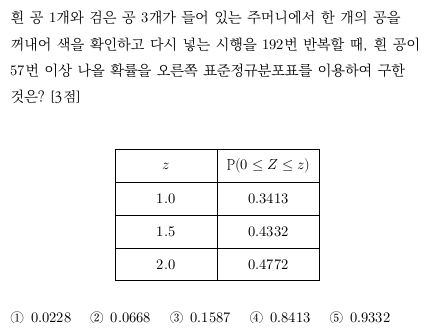 흰 공 1개와 검은 공 3개가 들어 있는 주머니에서 한 개의 공을
꺼내어 색을 확인하고 다시 넣는 시행을 192번 반복할 때, 흰 공이
57번 이상 나올 확률을 오른쪽 표준정규분포표를 이용하여 구한
것은? [3점]
z P(0 ≤ Z ≤ z)
1.0 0.3413
1.5 0.4332
2.0 0.4772
① 0.0228 ② 0.0668 ③ 0.1587 ④ 0.8413 ⑤ 0.9332